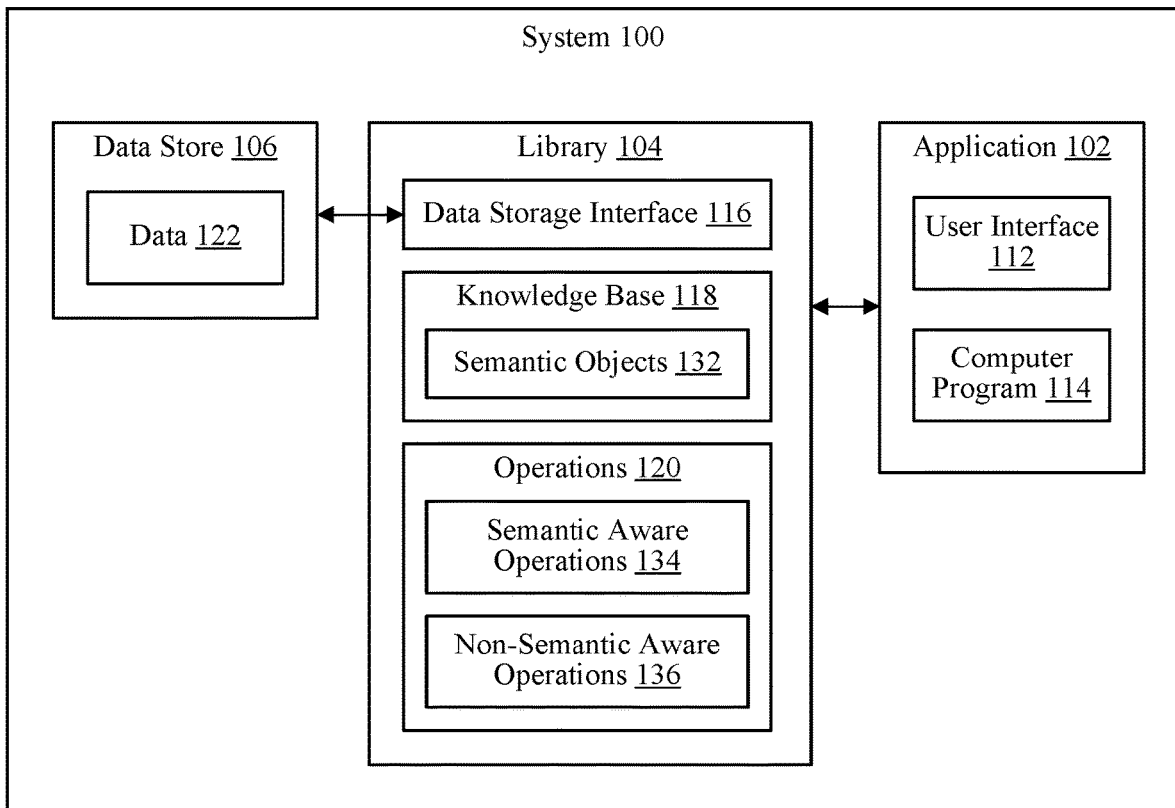 System 100
Data Store 106
Data 122
Library 104
Data Storage Interface 116
Knowledge Base 118
Semantic Objects 132
Operations 120
Semantic Aware
Operations 134
Non-Semantic Aware
Operations 136
Application 102
User Interface
112
Computer
Program 114